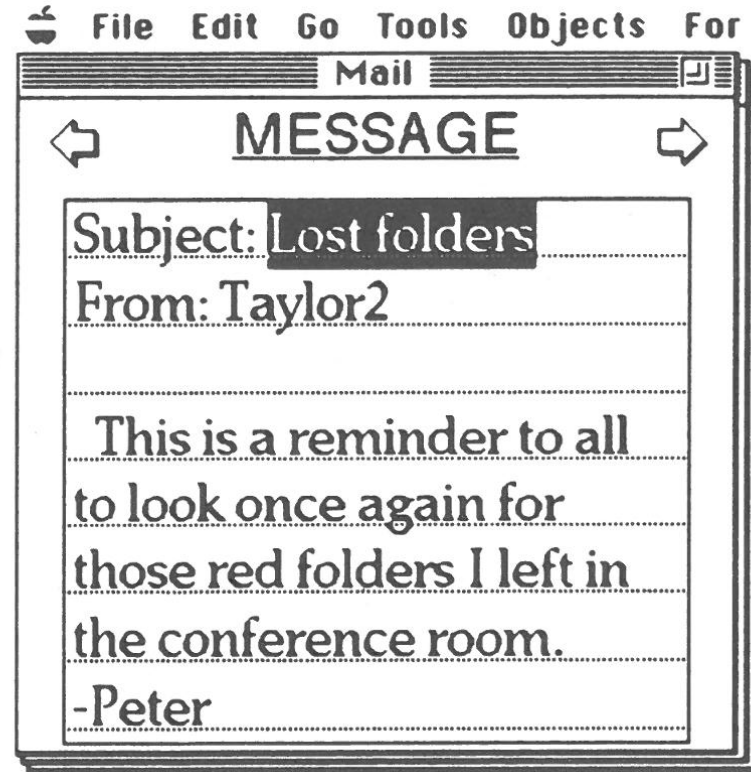 File Edit Go Tools Objects For
Mail
MESSAGE
Subject: Lost folders
From: Taylor2
This is a reminder to all
to look once again for
those red folders I left in
the conference room.
-Peter